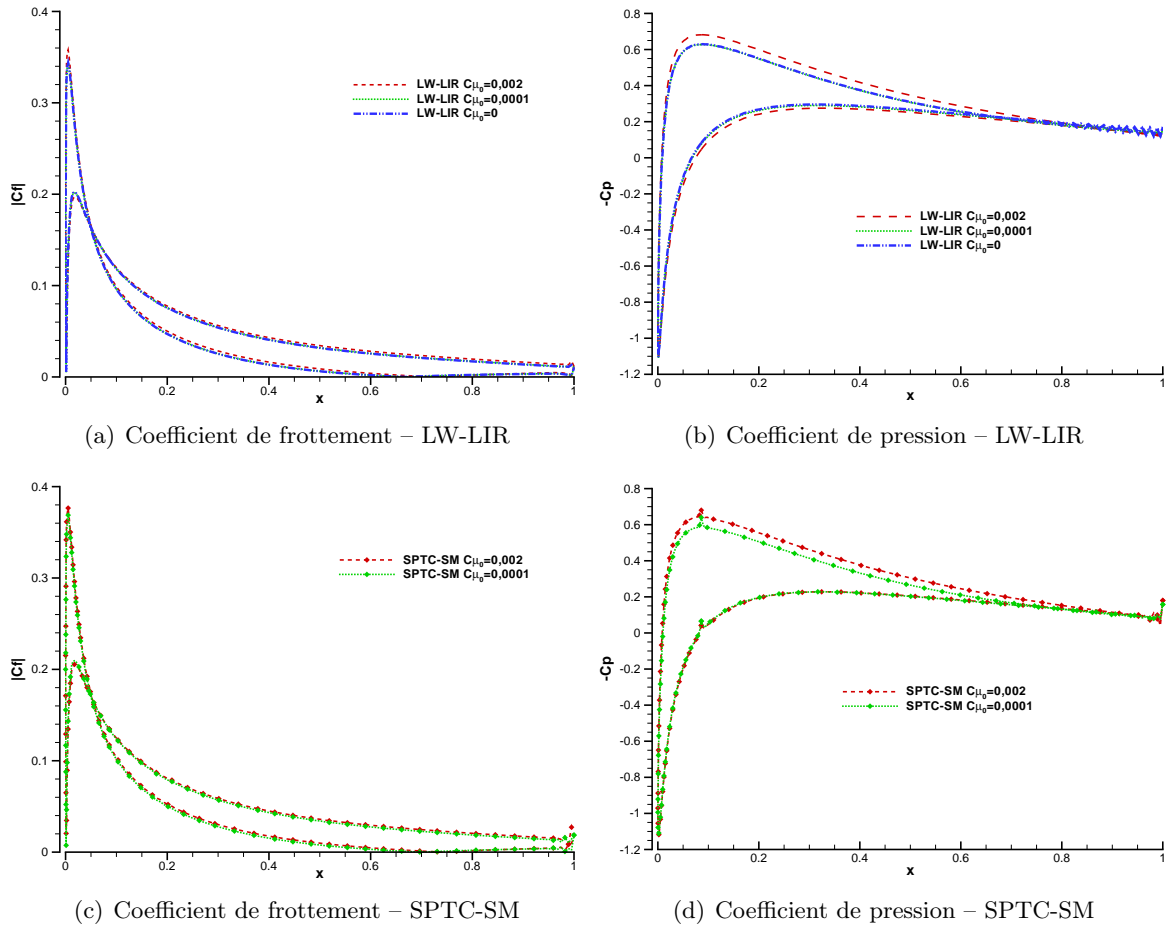 0.4
0.3
0.2
0.1
0
|Cf|
0
0.2
0.4
0.6
0.8
1
x
LW-LIR Cμ₀=0,002
LW-LIR Cμ₀=0,0001
LW-LIR Cμ₀=0
(a) Coefficient de frottement – LW-LIR
0.8
0.6
0.4
0.2
0
-0.2
-0.4
-0.6
-0.8
-1
-1.2
-Cp
0
0.2
0.4
0.6
0.8
1
x
LW-LIR Cμ₀=0,002
LW-LIR Cμ₀=0,0001
LW-LIR Cμ₀=0
(b) Coefficient de pression – LW-LIR
0.4
0.3
0.2
0.1
0
|Cf|
0
0.2
0.4
0.6
0.8
1
x
SPTC-SM Cμ₀=0,002
SPTC-SM Cμ₀=0,0001
(c) Coefficient de frottement – SPTC-SM
0.8
0.6
0.4
0.2
0
-0.2
-0.4
-0.6
-0.8
-1
-1.2
-Cp
0
0.2
0.4
0.6
0.8
1
x
SPTC-SM Cμ₀=0,002
SPTC-SM Cμ₀=0,0001
(d) Coefficient de pression – SPTC-SM